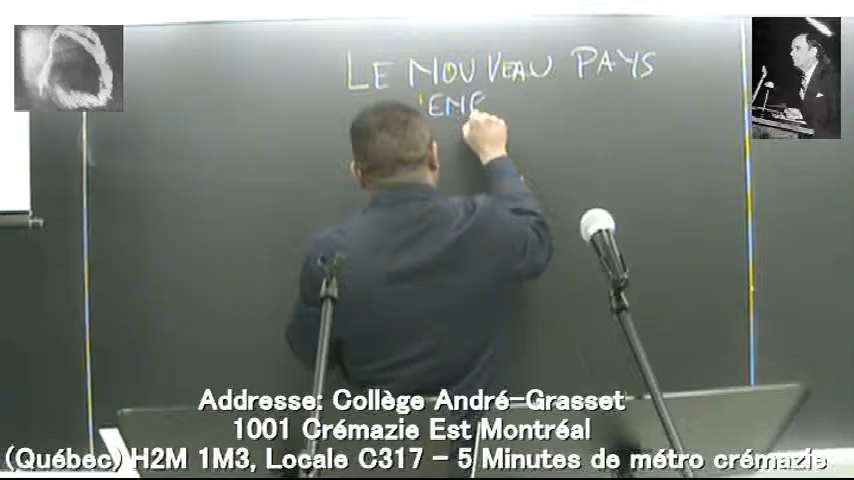 LE NOUVEAU PAYS
Addresse: Collège André-Grasset
1001 Crémazie Est Montréal
(Québec) H2M 1M3, Locale C317 - 5 Minutes de métro crémazie